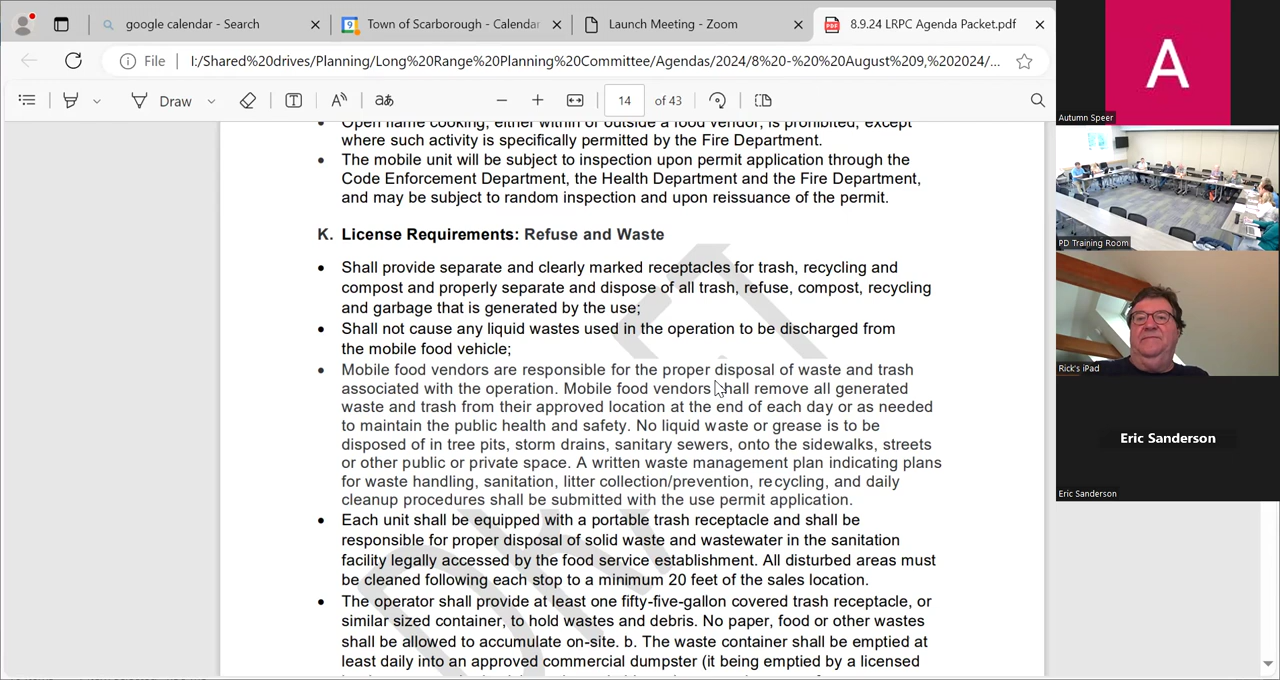 google calendar - Search
Town of Scarborough - Calendar
Launch Meeting - Zoom
8.9.24 LRPC Agenda Packet.pdf
File
I:/Shared%20drives/Planning/Long%20Range%20Planning%20Committee/Agendas/2024/8%20-%20%20August%209,%202024/...
Draw
14
of 43
Open flame cooking, either within or outside a food vendor, is prohibited, except
where such activity is specifically permitted by the Fire Department.
• The mobile unit will be subject to inspection upon permit application through the
Code Enforcement Department, the Health Department and the Fire Department,
and may be subject to random inspection and upon reissuance of the permit.
K. License Requirements: Refuse and Waste
• Shall provide separate and clearly marked receptacles for trash, recycling and
compost and properly separate and dispose of all trash, refuse, compost, recycling
and garbage that is generated by the use;
• Shall not cause any liquid wastes used in the operation to be discharged from
the mobile food vehicle;
• Mobile food vendors are responsible for the proper disposal of waste and trash
associated with the operation. Mobile food vendors shall remove all generated
waste and trash from their approved location at the end of each day or as needed
to maintain the public health and safety. No liquid waste or grease is to be
disposed of in tree pits, storm drains, sanitary sewers, onto the sidewalks, streets
or other public or private space. A written waste management plan indicating plans
for waste handling, sanitation, litter collection/prevention, recycling, and daily
cleanup procedures shall be submitted with the use permit application.
• Each unit shall be equipped with a portable trash receptacle and shall be
responsible for proper disposal of solid waste and wastewater in the sanitation
facility legally accessed by the food service establishment. All disturbed areas must
be cleaned following each stop to a minimum 20 feet of the sales location.
• The operator shall provide at least one fifty-five-gallon covered trash receptacle, or
similar sized container, to hold wastes and debris. No paper, food or other wastes
shall be allowed to accumulate on-site. b. The waste container shall be emptied at
least daily into an approved commercial dumpster (it being emptied by a licensed
A
Autumn Speer
PD Training Room
Rick's iPad
Eric Sanderson
Eric Sanderson